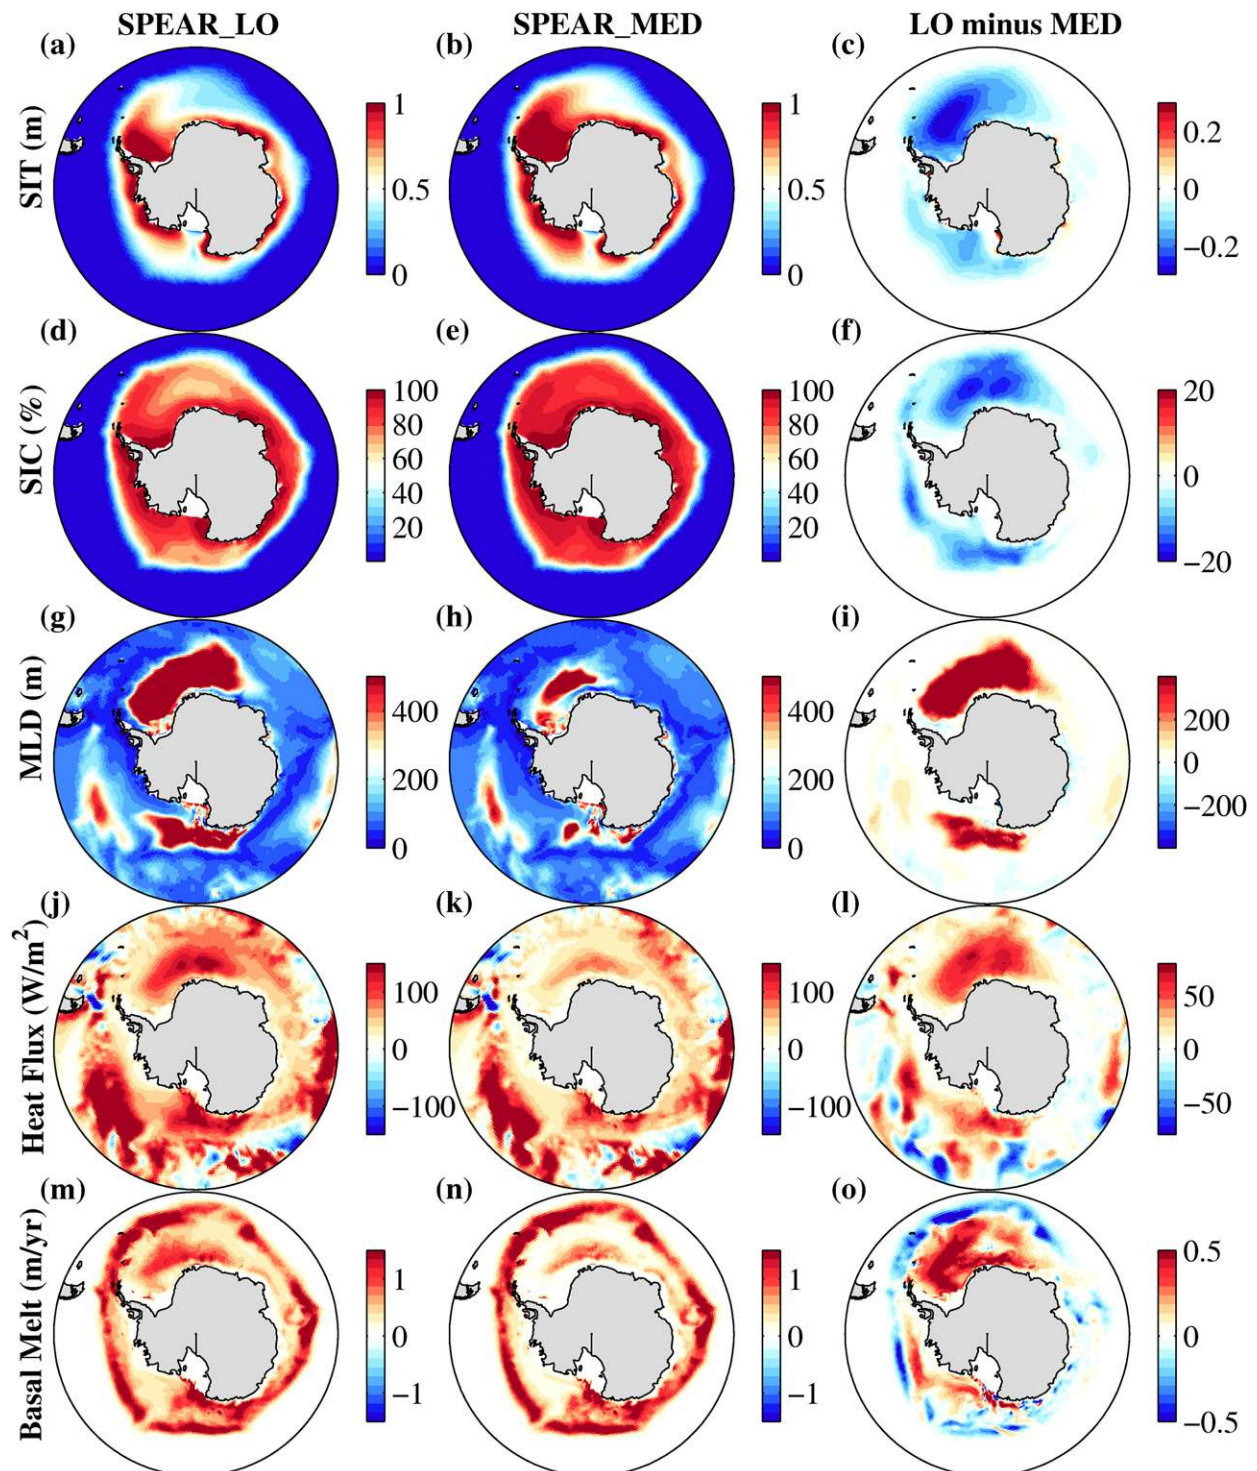 SPEAR_LO SPEAR_MED LO minus MED
(a) (b) (c)
SIT (m)
1 1 0.2
0.5 0.5 0
0 0 −0.2
(d) (e) (f)
SIC (%)
100 100 20
80 80
60 60 0
40 40
20 20 −20
(g) (h) (i)
MLD (m)
400 400 200
200 200 0
0 0 −200
(j) (k) (l)
Heat Flux (W/m²)
100 100 50
0 0 0
−100 −100 −50
(m) (n) (o)
Basal Melt (m/yr)
1 1 0.5
0 0 0
−1 −1 −0.5